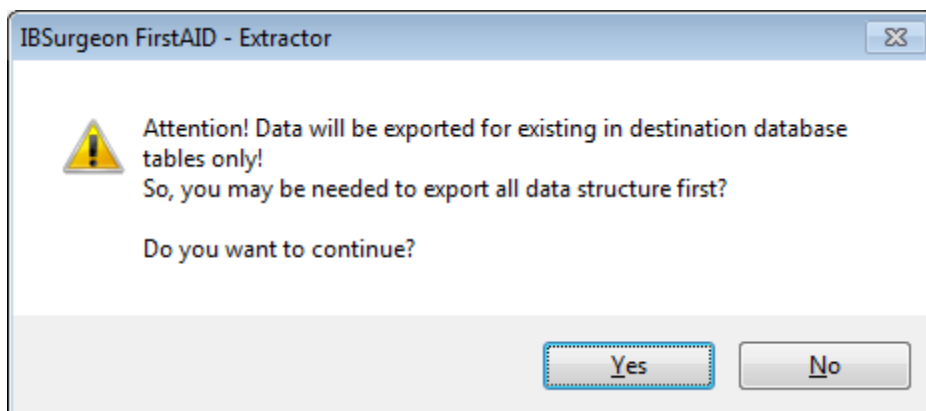 IBSurgeon FirstAID - Extractor
Attention! Data will be exported for existing in destination database
tables only!
So, you may be needed to export all data structure first?
Do you want to continue?
Yes
No